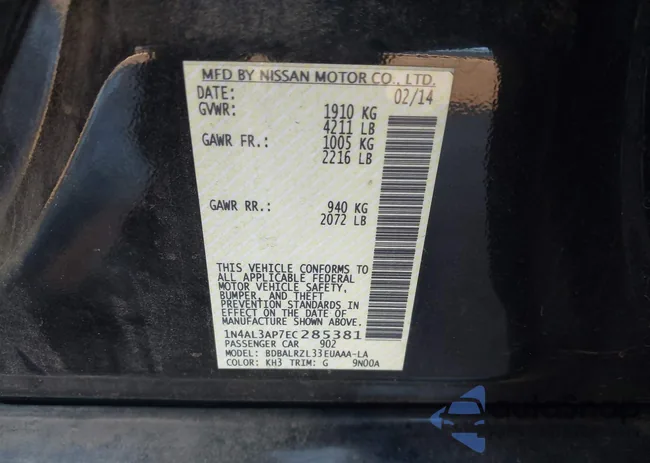 MFD BY NISSAN MOTOR CO., LTD.
DATE: 02/14
GVWR: 1910 KG
4211 LB
GAWR FR.: 1005 KG
2216 LB
GAWR RR.: 940 KG
2072 LB
THIS VEHICLE CONFORMS TO
ALL APPLICABLE FEDERAL
MOTOR VEHICLE SAFETY,
BUMPER, AND THEFT
PREVENTION STANDARDS IN
EFFECT ON THE DATE OF
MANUFACTURE SHOWN ABOVE.
1N4AL3AP7EC285381
PASSENGER CAR 902
MODEL: BDBALRZL33EUAAA-LA
COLOR: KH3 TRIM: G 9N00A